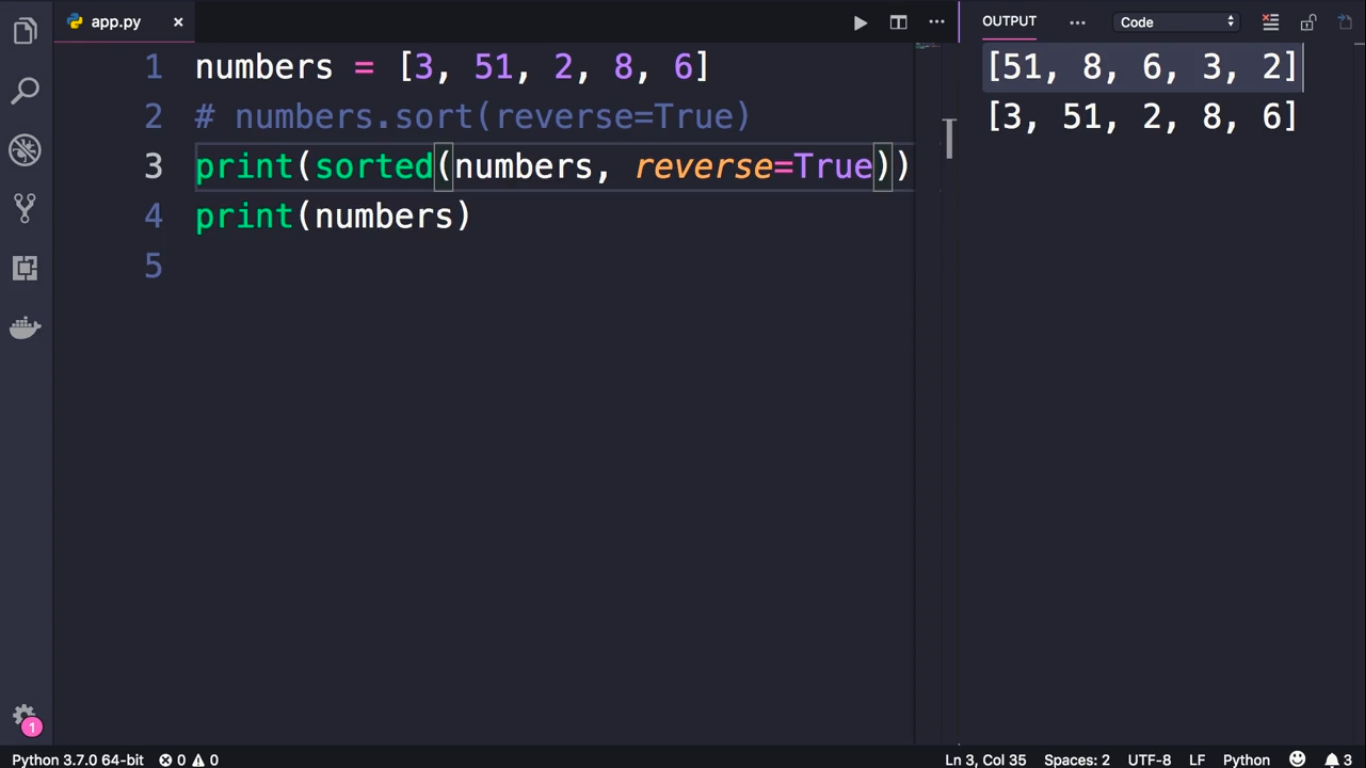 app.py ×
OUTPUT ··· Code
1 numbers = [3, 51, 2, 8, 6]
2 # numbers.sort(reverse=True)
3 print(sorted(numbers, reverse=True))
4 print(numbers)
5
[51, 8, 6, 3, 2]
[3, 51, 2, 8, 6]
1
Python 3.7.0 64-bit 0 0 Ln 3, Col 35 Spaces: 2 UTF-8 LF Python 3